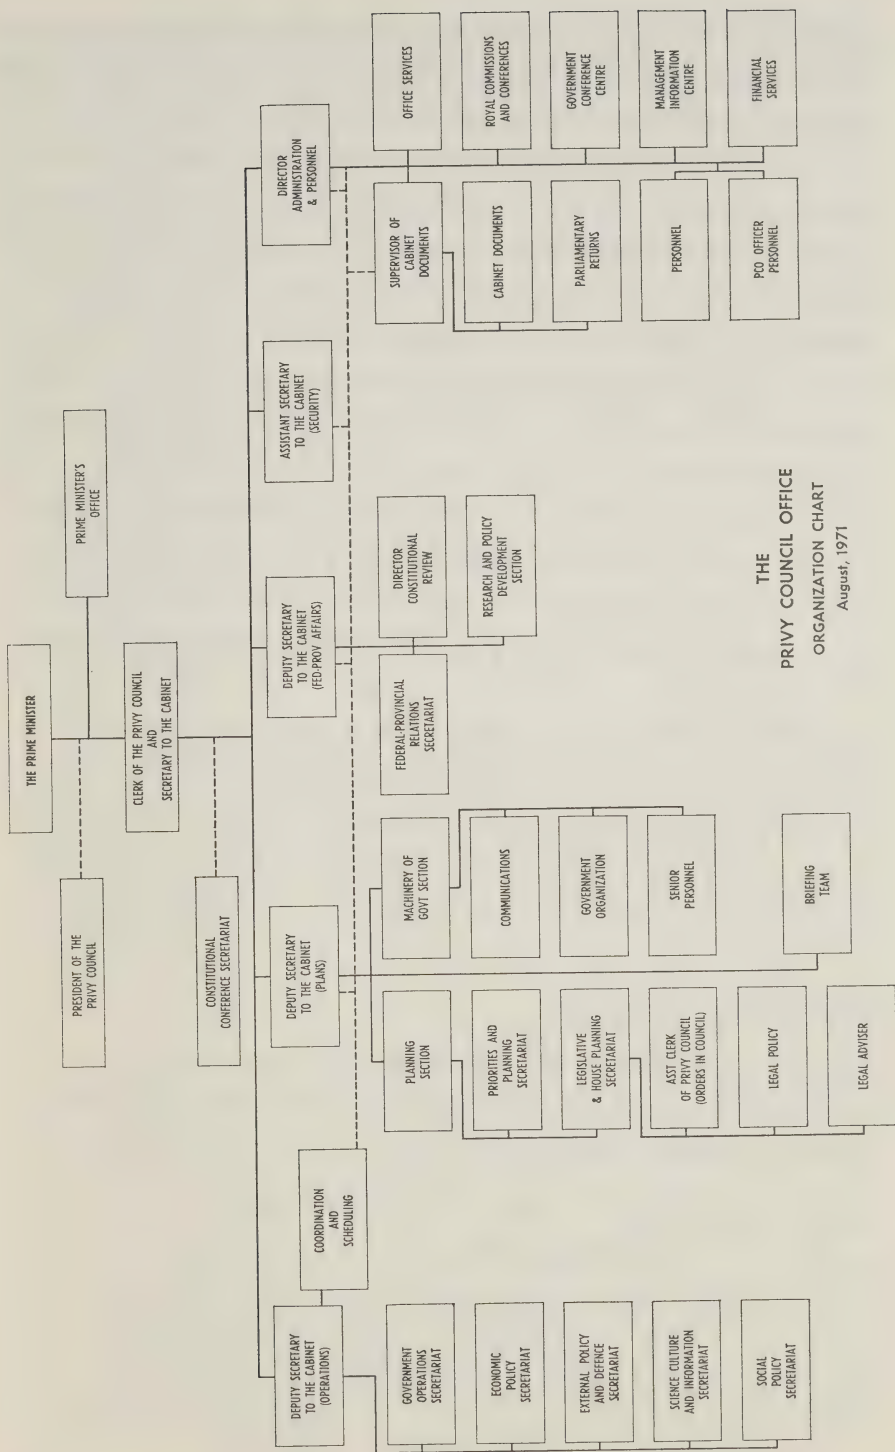 THE PRIME MINISTER
PRIME MINISTER'S
OFFICE
PRESIDENT OF THE
PRIVY COUNCIL
CLERK OF THE PRIVY COUNCIL
AND
SECRETARY TO THE CABINET
CONSTITUTIONAL
CONFERENCE SECRETARIAT
DEPUTY SECRETARY
TO THE CABINET
(OPERATIONS)
COORDINATION
AND
SCHEDULING
GOVERNMENT
OPERATIONS
SECRETARIAT
ECONOMIC
POLICY
SECRETARIAT
EXTERNAL POLICY
AND DEFENCE
SECRETARIAT
SCIENCE CULTURE
AND INFORMATION
SECRETARIAT
SOCIAL
POLICY
SECRETARIAT
DEPUTY SECRETARY
TO THE CABINET
(PLANS)
PLANNING
SECTION
PRIORITIES AND
PLANNING
SECRETARIAT
LEGISLATIVE
& HOUSE PLANNING
SECRETARIAT
ASST CLERK
OF PRIVY COUNCIL
(ORDERS IN COUNCIL)
LEGAL POLICY
LEGAL ADVISER
MACHINERY OF
GOVT SECTION
COMMUNICATIONS
GOVERNMENT
ORGANIZATION
SENIOR
PERSONNEL
BRIEFING
TEAM
DEPUTY SECRETARY
TO THE CABINET
(FED-PROV AFFAIRS)
FEDERAL-PROVINCIAL
RELATIONS
SECRETARIAT
DIRECTOR
CONSTITUTIONAL
REVIEW
RESEARCH AND POLICY
DEVELOPMENT
SECTION
ASSISTANT SECRETARY
TO THE CABINET
(SECURITY)
DIRECTOR
ADMINISTRATION
& PERSONNEL
SUPERVISOR OF
CABINET
DOCUMENTS
CABINET DOCUMENTS
PARLIAMENTARY
RETURNS
PERSONNEL
PCO OFFICER
PERSONNEL
OFFICE SERVICES
ROYAL COMMISSIONS
AND CONFERENCES
GOVERNMENT
CONFERENCE
CENTRE
MANAGEMENT
INFORMATION
CENTRE
FINANCIAL
SERVICES
THE
PRIVY COUNCIL OFFICE
ORGANIZATION CHART
August, 1971